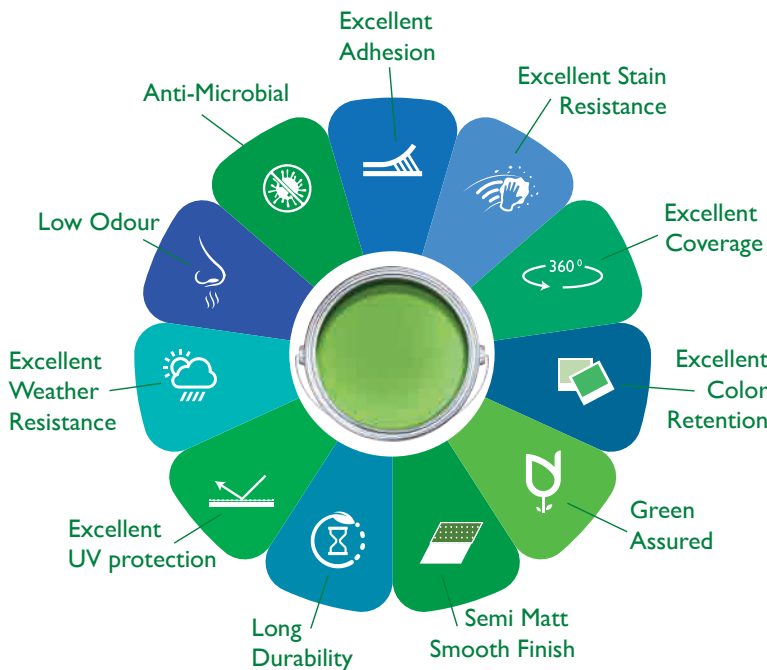 Excellent
Adhesion
Excellent Stain
Resistance
Excellent
Coverage
360⁰
Excellent
Color
Retention
Green
Assured
Semi Matt
Smooth Finish
Long
Durability
Excellent
UV protection
Excellent
Weather
Resistance
Low Odour
Anti-Microbial